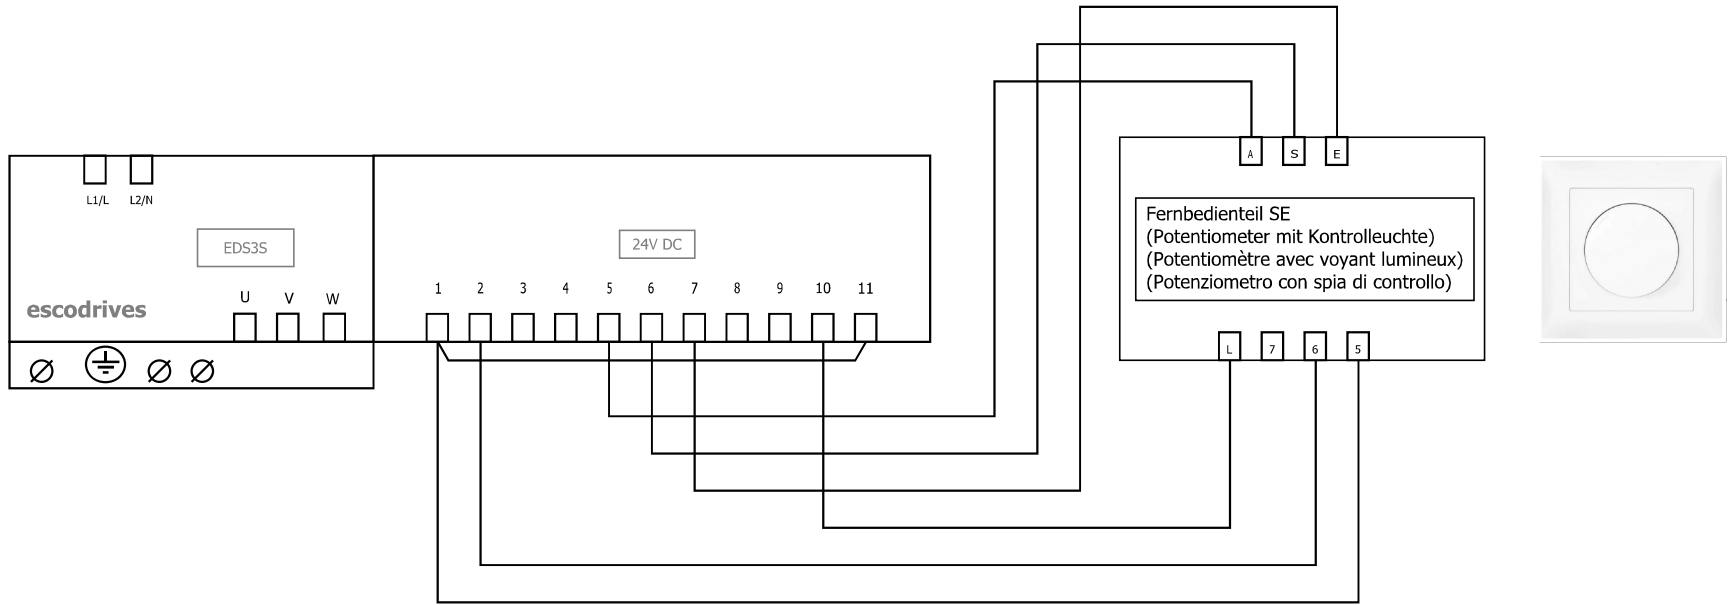 A S E
L1/L L2/N
EDS3S
24V DC
Fernbedienteil SE
(Potentiometer mit Kontrolleuchte)
(Potentiomètre avec voyant lumineux)
(Potenziometro con spia di controllo)
escodrives
U V W
1 2 3 4 5 6 7 8 9 10 11
L 7 6 5